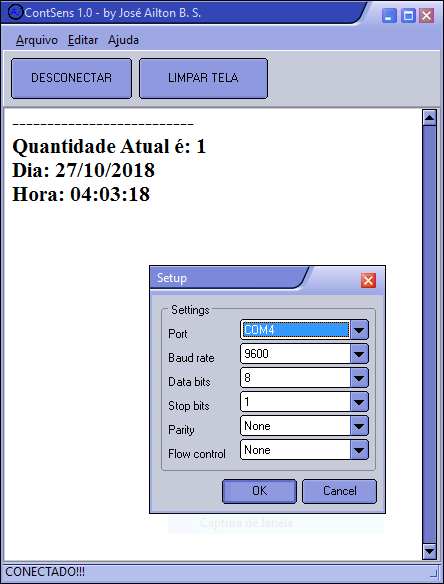 ContSens 1.0 - by José Ailton B. S.
Arquivo Editar Ajuda
DESCONECTAR LIMPAR TELA
--------------------------
Quantidade Atual é: 1
Dia: 27/10/2018
Hora: 04:03:18
Setup
Settings
Port COM4
Baud rate 9600
Data bits 8
Stop bits 1
Parity None
Flow control None
OK Cancel
Captura de Janela
CONECTADO!!!